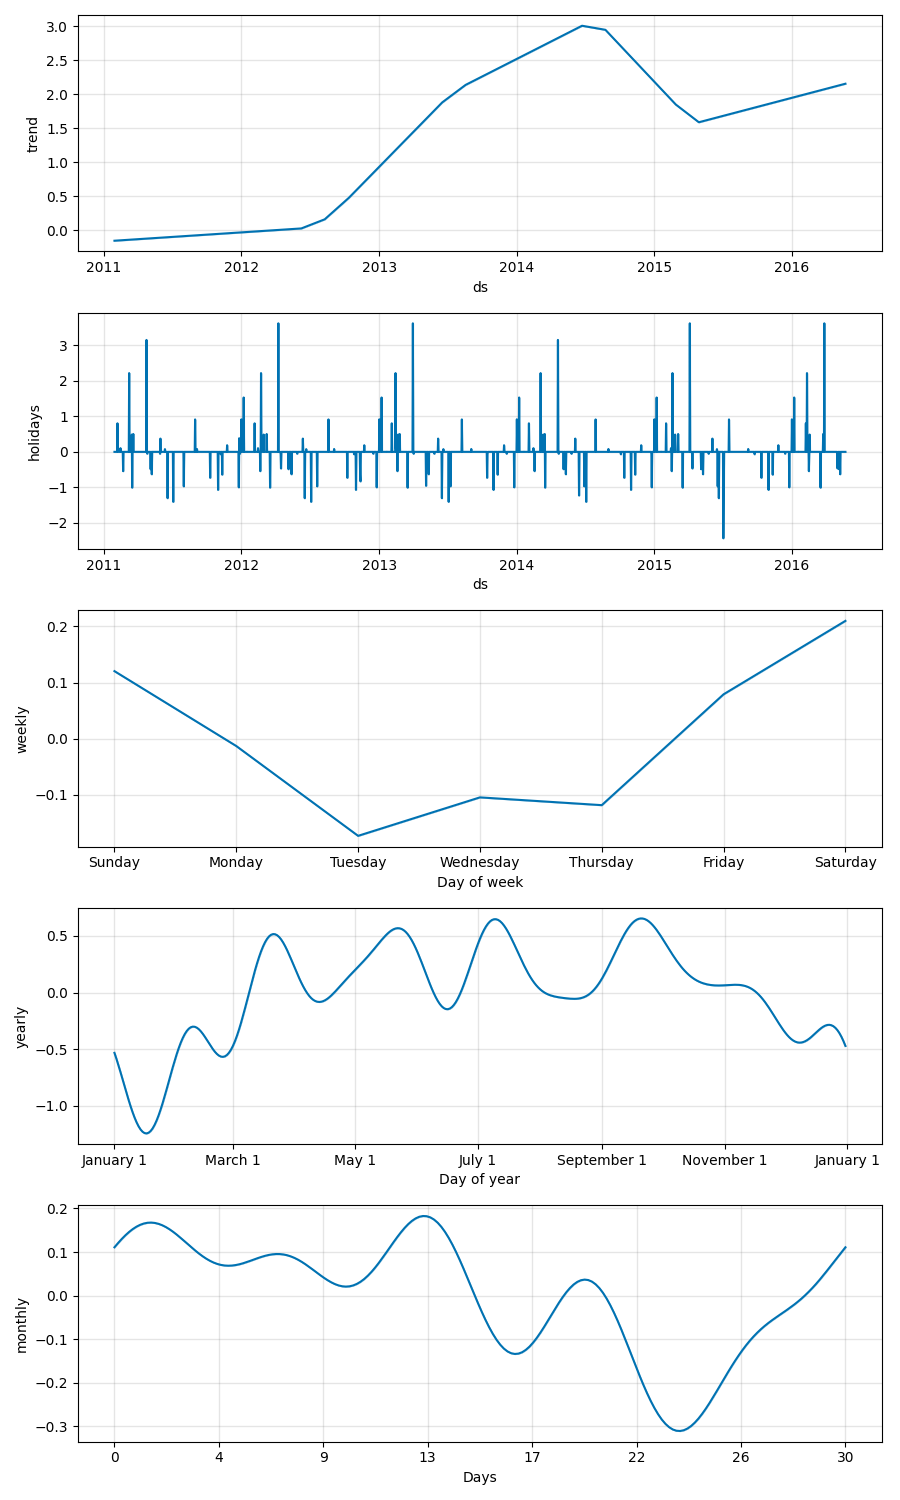 3.0
2.5
2.0
1.5
1.0
0.5
0.0
trend
2011 2012 2013 2014 2015 2016
ds
3
2
1
0
−1
−2
holidays
2011 2012 2013 2014 2015 2016
ds
0.2
0.1
0.0
−0.1
weekly
Sunday Monday Tuesday Wednesday Thursday Friday Saturday
Day of week
0.5
0.0
−0.5
−1.0
yearly
January 1 March 1 May 1 July 1 September 1 November 1 January 1
Day of year
0.2
0.1
0.0
−0.1
−0.2
−0.3
monthly
0 4 9 13 17 22 26 30
Days